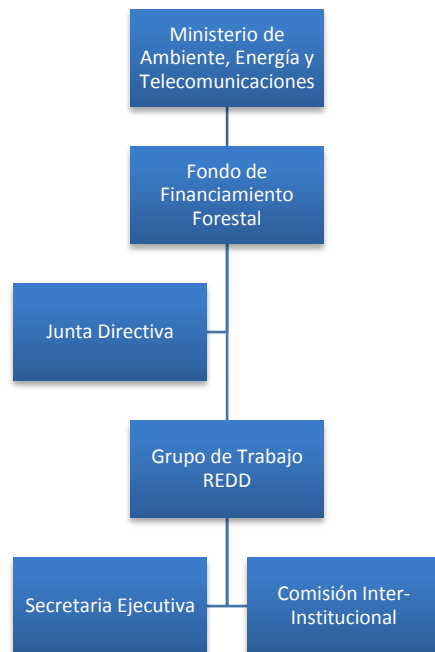 Ministerio de
Ambiente, Energía y
Telecomunicaciones
Fondo de
Financiamiento
Forestal
Junta Directiva
Grupo de Trabajo
REDD
Secretaria Ejecutiva
Comisión Inter-
Institucional